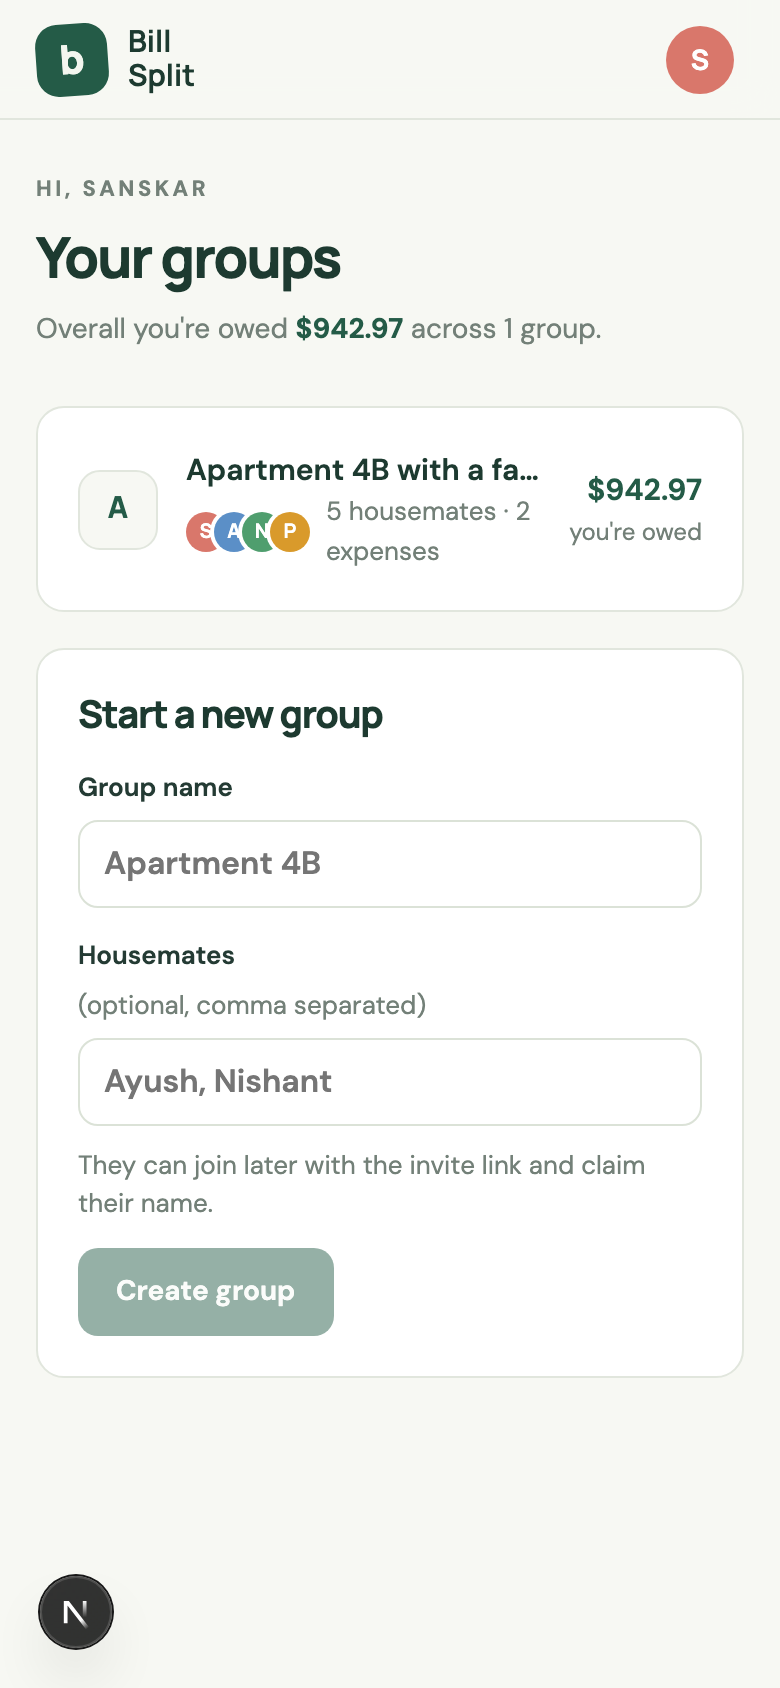 b
Bill
Split
S
HI, SANSKAR
Your groups
Overall you're owed $942.97 across 1 group.
A
Apartment 4B with a fa...
S A N P
5 housemates · 2
expenses
$942.97
you're owed
Start a new group
Group name
Apartment 4B
Housemates
(optional, comma separated)
Ayush, Nishant
They can join later with the invite link and claim
their name.
Create group
N